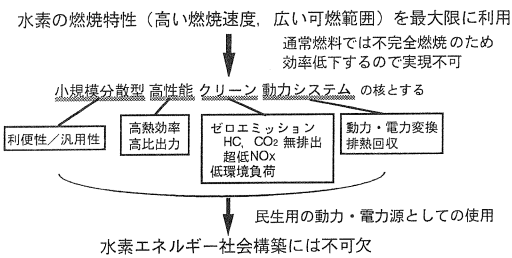 水素の燃焼特性（高い燃焼速度，広い可燃範囲）を最大限に利用
通常燃料では不完全燃焼のため
効率低下するので実現不可
小規模分散型 高性能 クリーン 動力システム の核とする
利便性／汎用性
高熱効率
高比出力
ゼロエミッション
HC, CO2 無排出
超低NOx
低環境負荷
動力・電力変換
排熱回収
民生用の動力・電力源としての使用
水素エネルギー社会構築には不可欠